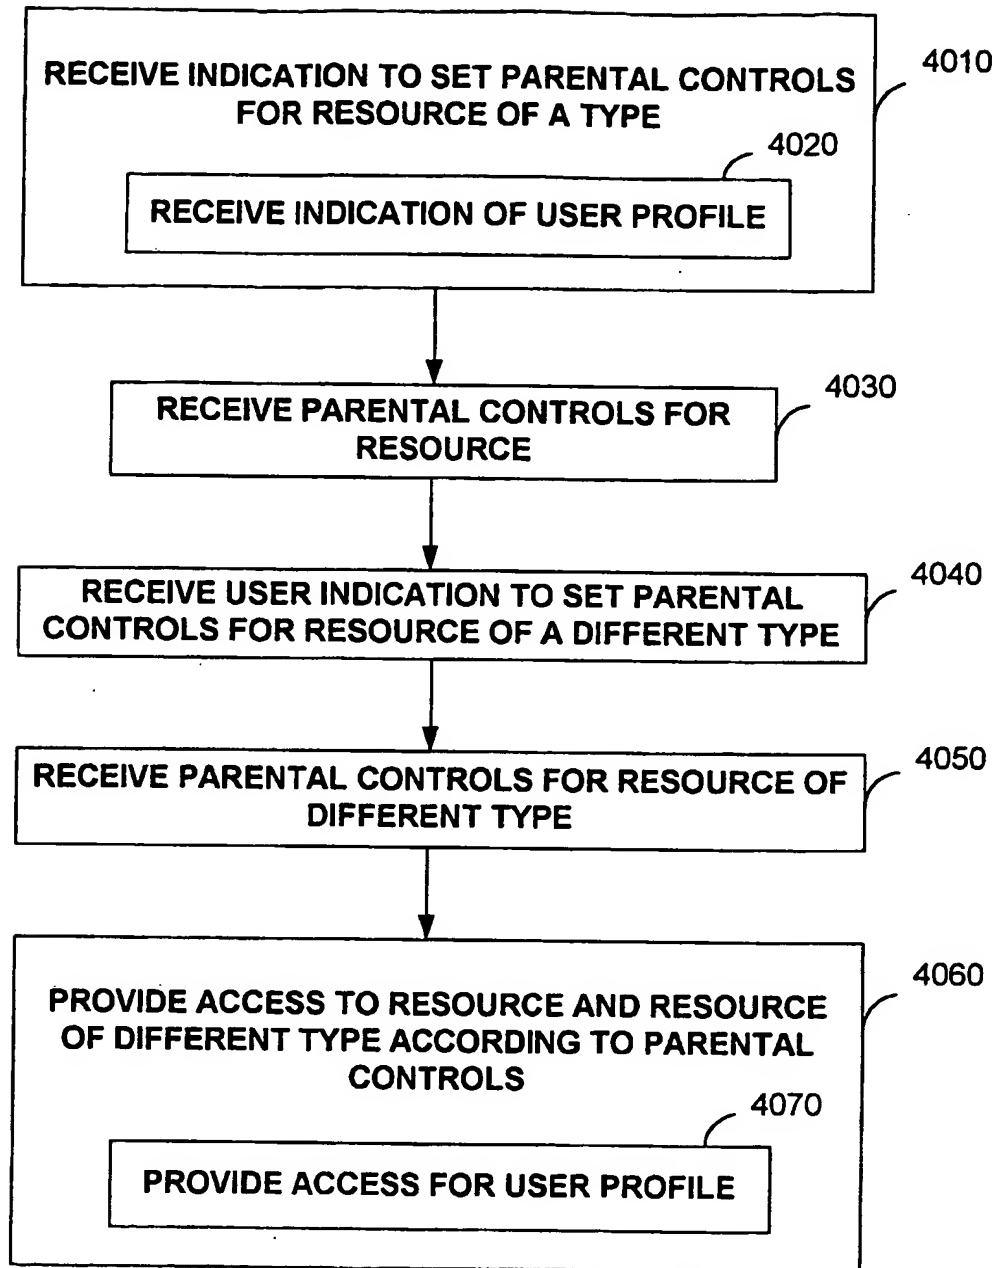 RECEIVE INDICATION TO SET PARENTAL CONTROLS
FOR RESOURCE OF A TYPE
4010
4020
RECEIVE INDICATION OF USER PROFILE
4030
RECEIVE PARENTAL CONTROLS FOR
RESOURCE
4040
RECEIVE USER INDICATION TO SET PARENTAL
CONTROLS FOR RESOURCE OF A DIFFERENT TYPE
4050
RECEIVE PARENTAL CONTROLS FOR RESOURCE OF
DIFFERENT TYPE
4060
PROVIDE ACCESS TO RESOURCE AND RESOURCE
OF DIFFERENT TYPE ACCORDING TO PARENTAL
CONTROLS
4070
PROVIDE ACCESS FOR USER PROFILE